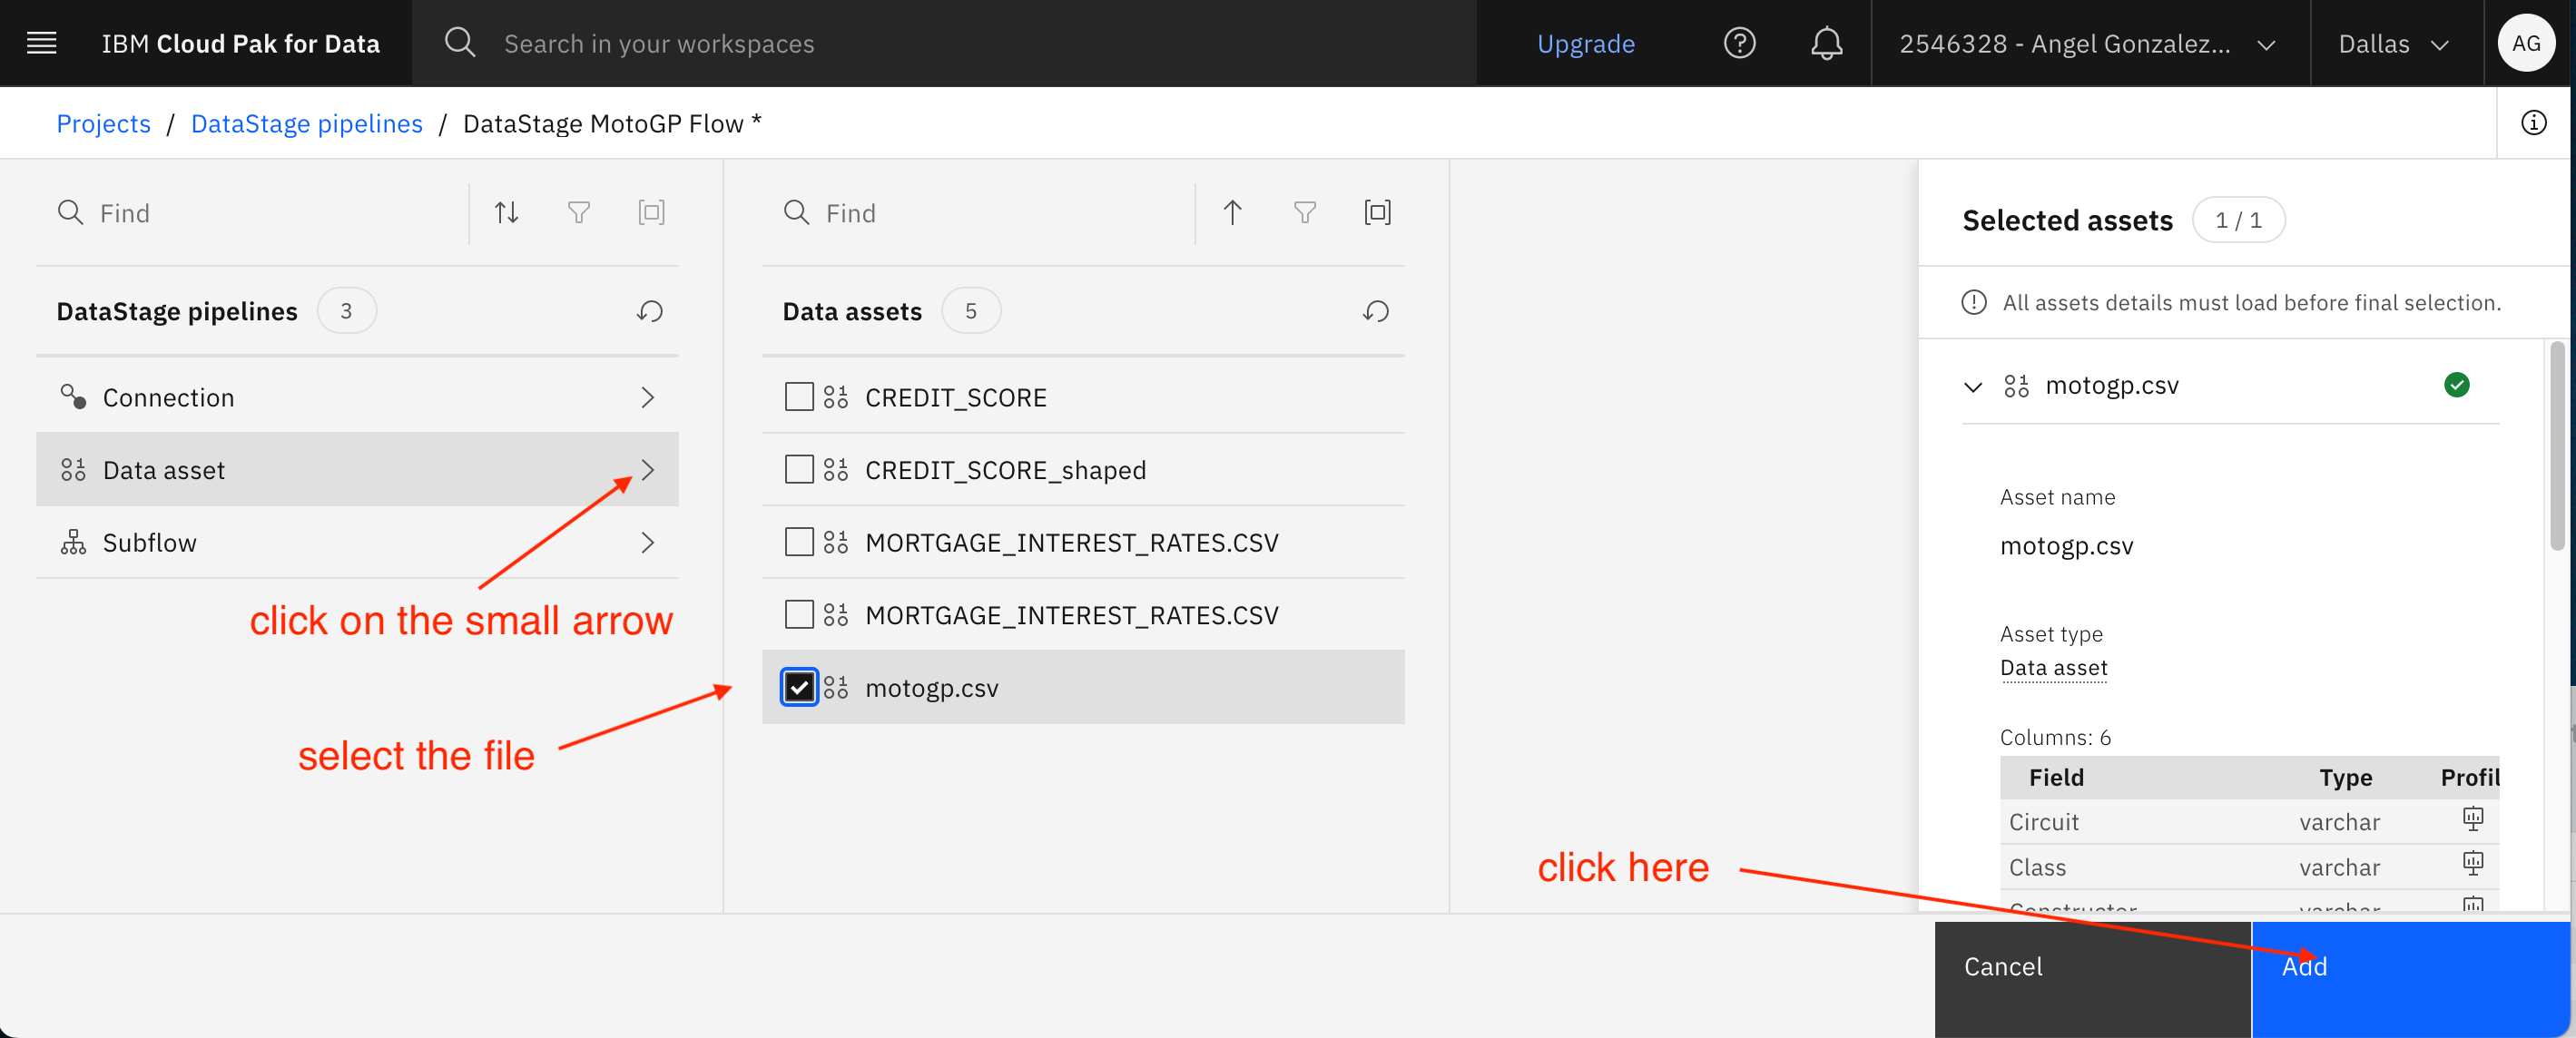 IBM Cloud Pak for Data
Search in your workspaces
Upgrade
2546328 - Angel Gonzalez...
Dallas
AG
Projects / DataStage pipelines / DataStage MotoGP Flow *
Find
DataStage pipelines 3
Connection
Data asset
Subflow
click on the small arrow
select the file
Find
Data assets 5
CREDIT_SCORE
CREDIT_SCORE_shaped
MORTGAGE_INTEREST_RATES.CSV
MORTGAGE_INTEREST_RATES.CSV
motogp.csv
click here
Selected assets 1 / 1
All assets details must load before final selection.
motogp.csv
Asset name
motogp.csv
Asset type
Data asset
Columns: 6
Field Type Profil
Circuit varchar
Class varchar
Constructor varchar
Cancel
Add